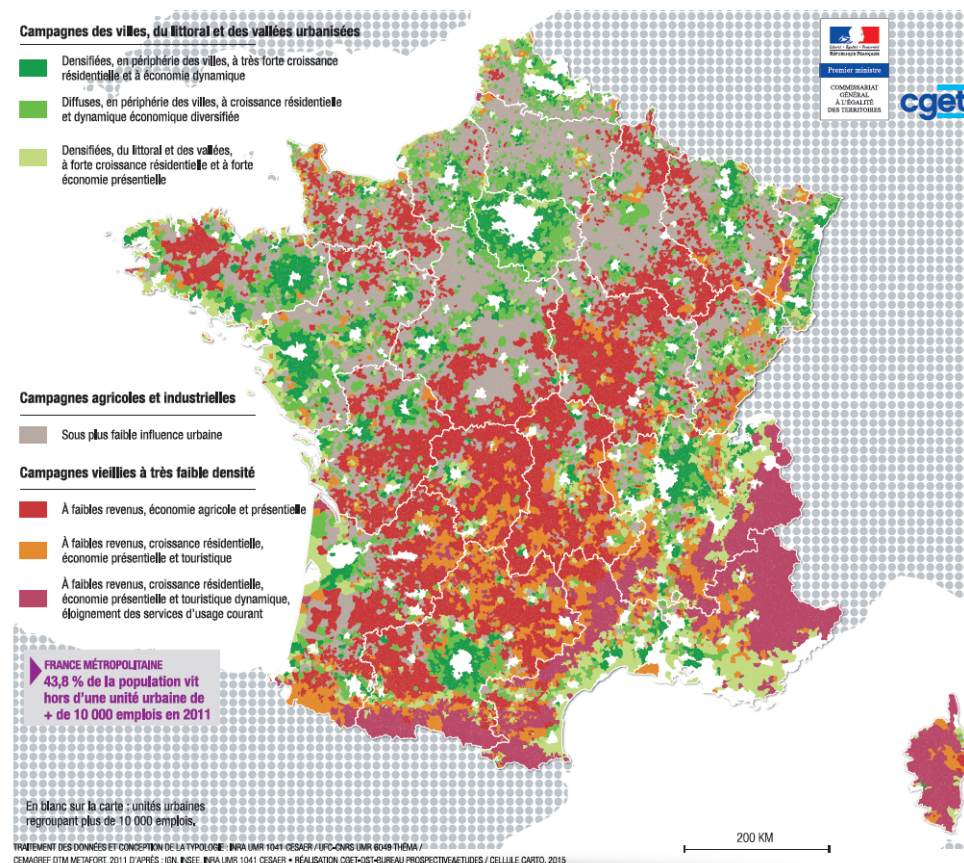 Campagnes des villes, du littoral et des vallées urbanisées
Densifiées, en périphérie des villes, à très forte croissance
résidentielle et à économie dynamique
Diffuses, en périphérie des villes, à croissance résidentielle
et dynamique économique diversifiée
Densifiées, du littoral et des vallées,
à forte croissance résidentielle et à forte
économie présentielle
Liberté • Égalité • Fraternité
RÉPUBLIQUE FRANÇAISE
Premier ministre
COMMISSARIAT
GÉNÉRAL
À L'ÉGALITÉ
DES TERRITOIRES
cget
Campagnes agricoles et industrielles
Sous plus faible influence urbaine
Campagnes vieillies à très faible densité
À faibles revenus, économie agricole et présentielle
À faibles revenus, croissance résidentielle,
économie présentielle et touristique
À faibles revenus, croissance résidentielle,
économie présentielle et touristique dynamique,
éloignement des services d'usage courant
FRANCE MÉTROPOLITAINE
43,8 % de la population vit
hors d'une unité urbaine de
+ de 10 000 emplois en 2011
En blanc sur la carte : unités urbaines
regroupant plus de 10 000 emplois.
200 KM
TRAITEMENT DES DONNÉES ET CONCEPTION DE LA TYPOLOGIE : INRA UMR 1041 CESAER / UFC-CNRS UMR 6049 THÉMA /
CEMAGREF DTM METAFORT, 2011 D'APRÈS : IGN, INSEE, INRA UMR 1041 CESAER • RÉALISATION CGET-DST-BUREAU PROSPECTIVE&ETUDES / CELLULE CARTO, 2015